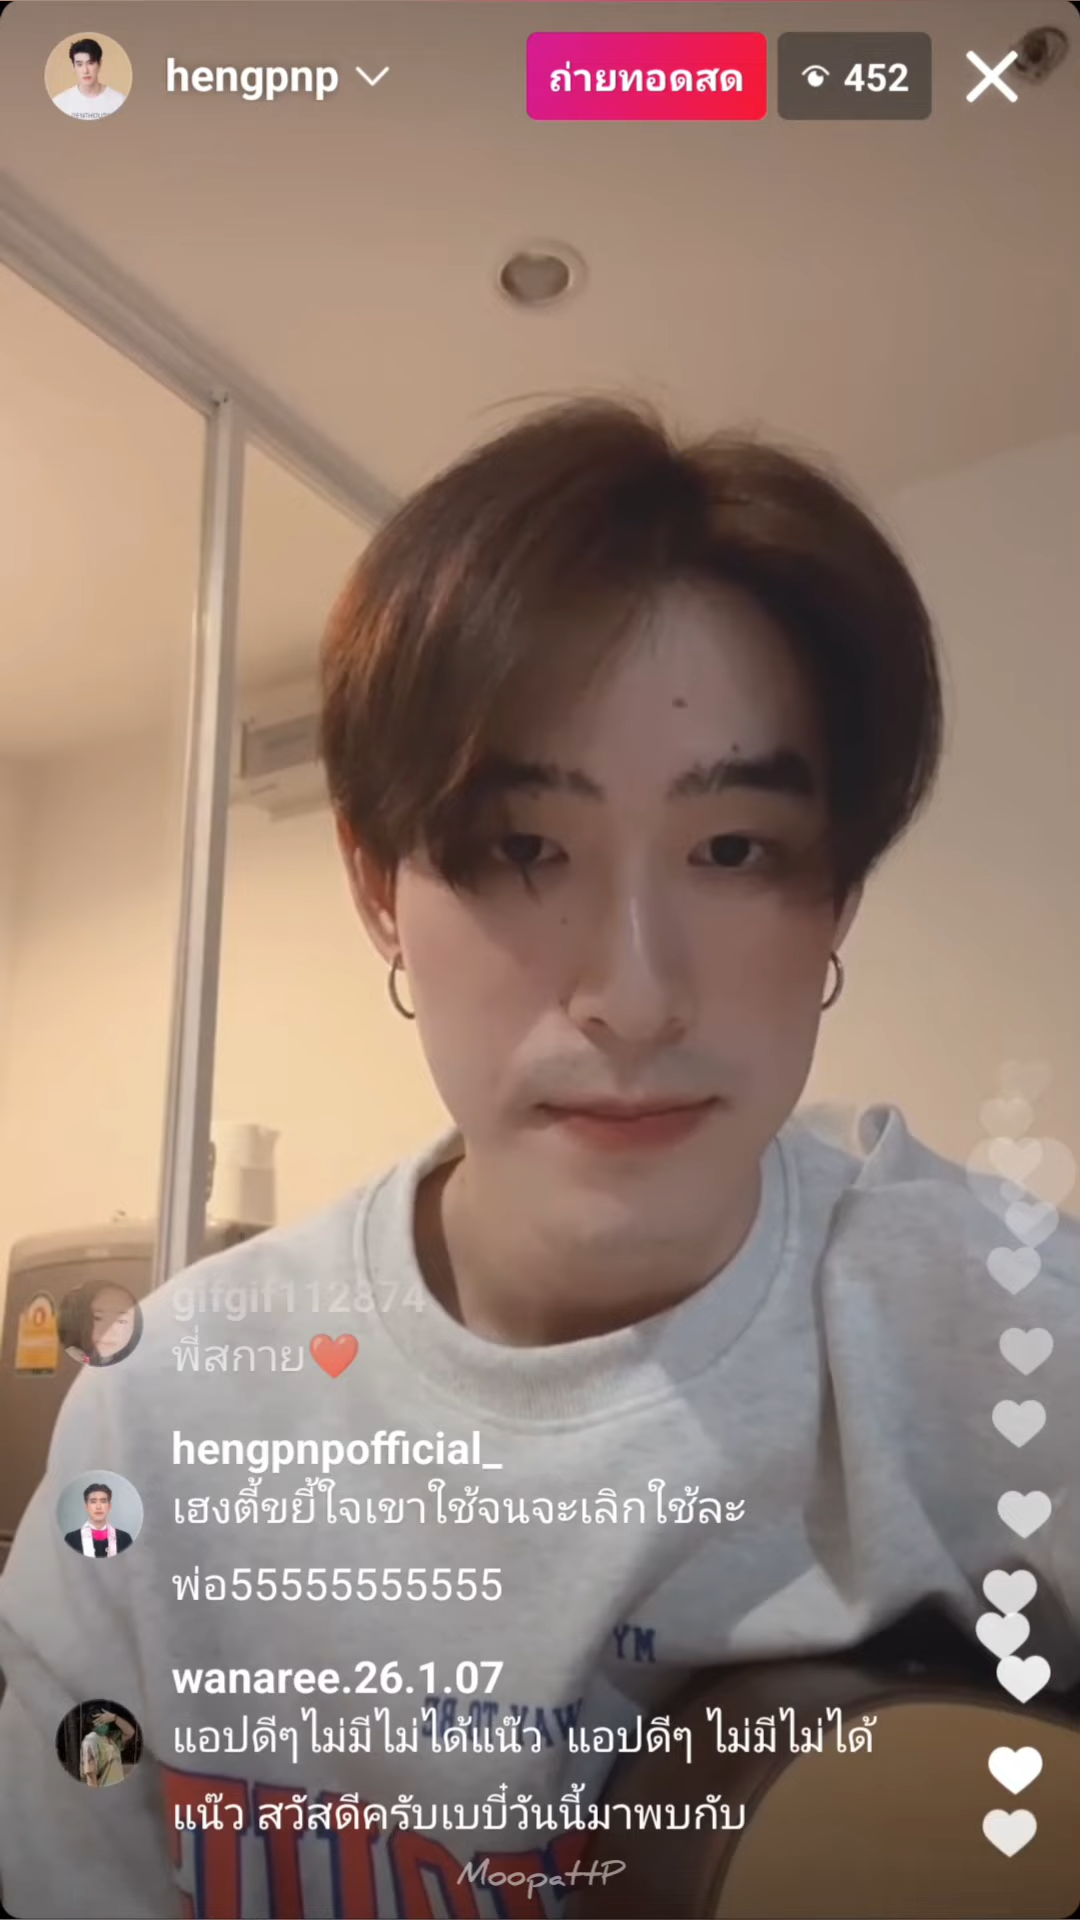 hengpnp
ถ่ายทอดสด
452
gifgif112874
พี่สกาย❤️
hengpnpofficial_
เฮงตี้ขยี้ใจเขาใช้จนจะเลิกใช้ละ
พ่อ55555555555
wanaree.26.1.07
แอปดีๆไม่มีไม่ได้แน๊ว แอปดีๆ ไม่มีไม่ได้
แน๊ว สวัสดีครับเบบี๋วันนี้มาพบกับ
MY
WAY TO BE
MoopaHP